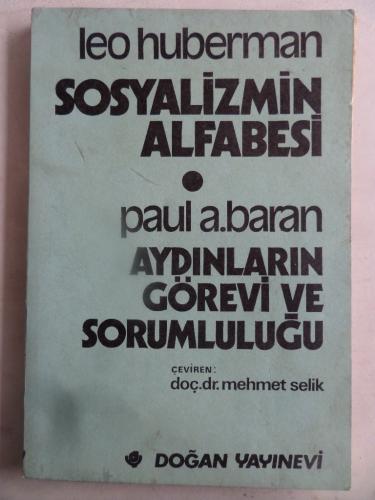 leo huberman
SOSYALİZMİN
ALFABESİ
paul a.baran
AYDINLARIN
GÖREVİ VE
SORUMLULUĞU
ÇEVİREN:
doç.dr. mehmet selik
DOĞAN YAYINEVİ